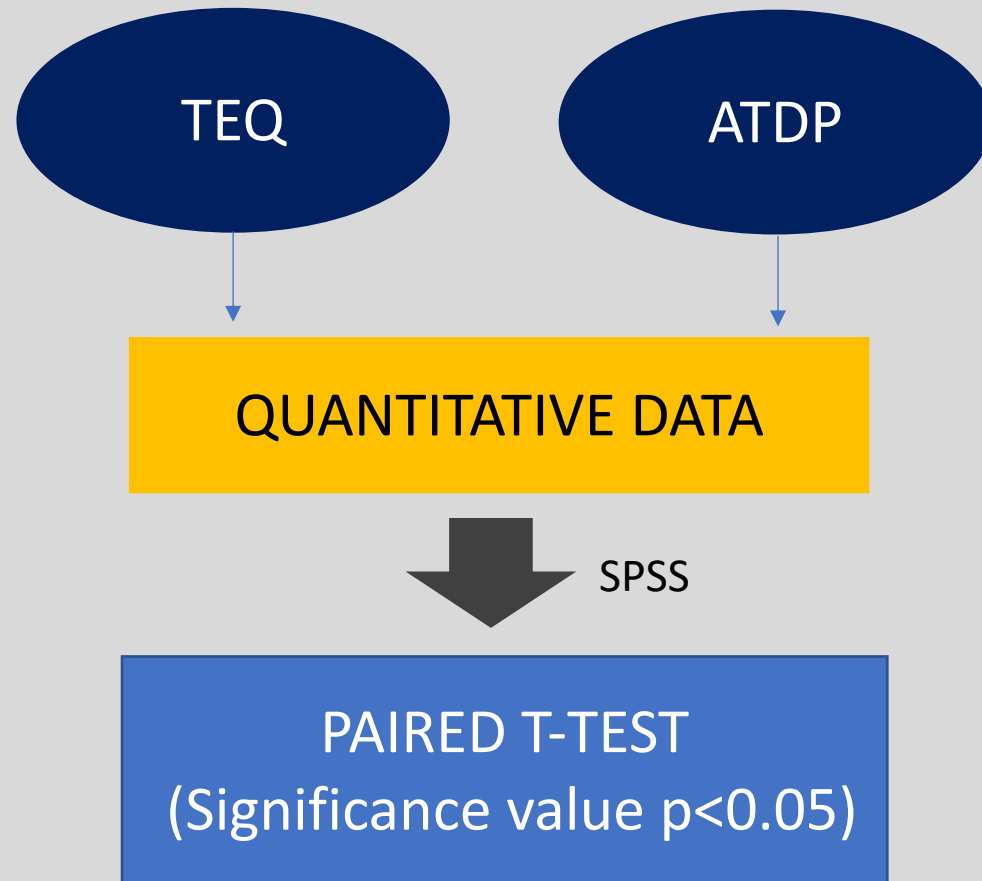 TEQ
ATDP
QUANTITATIVE DATA
SPSS
PAIRED T-TEST
(Significance value p<0.05)